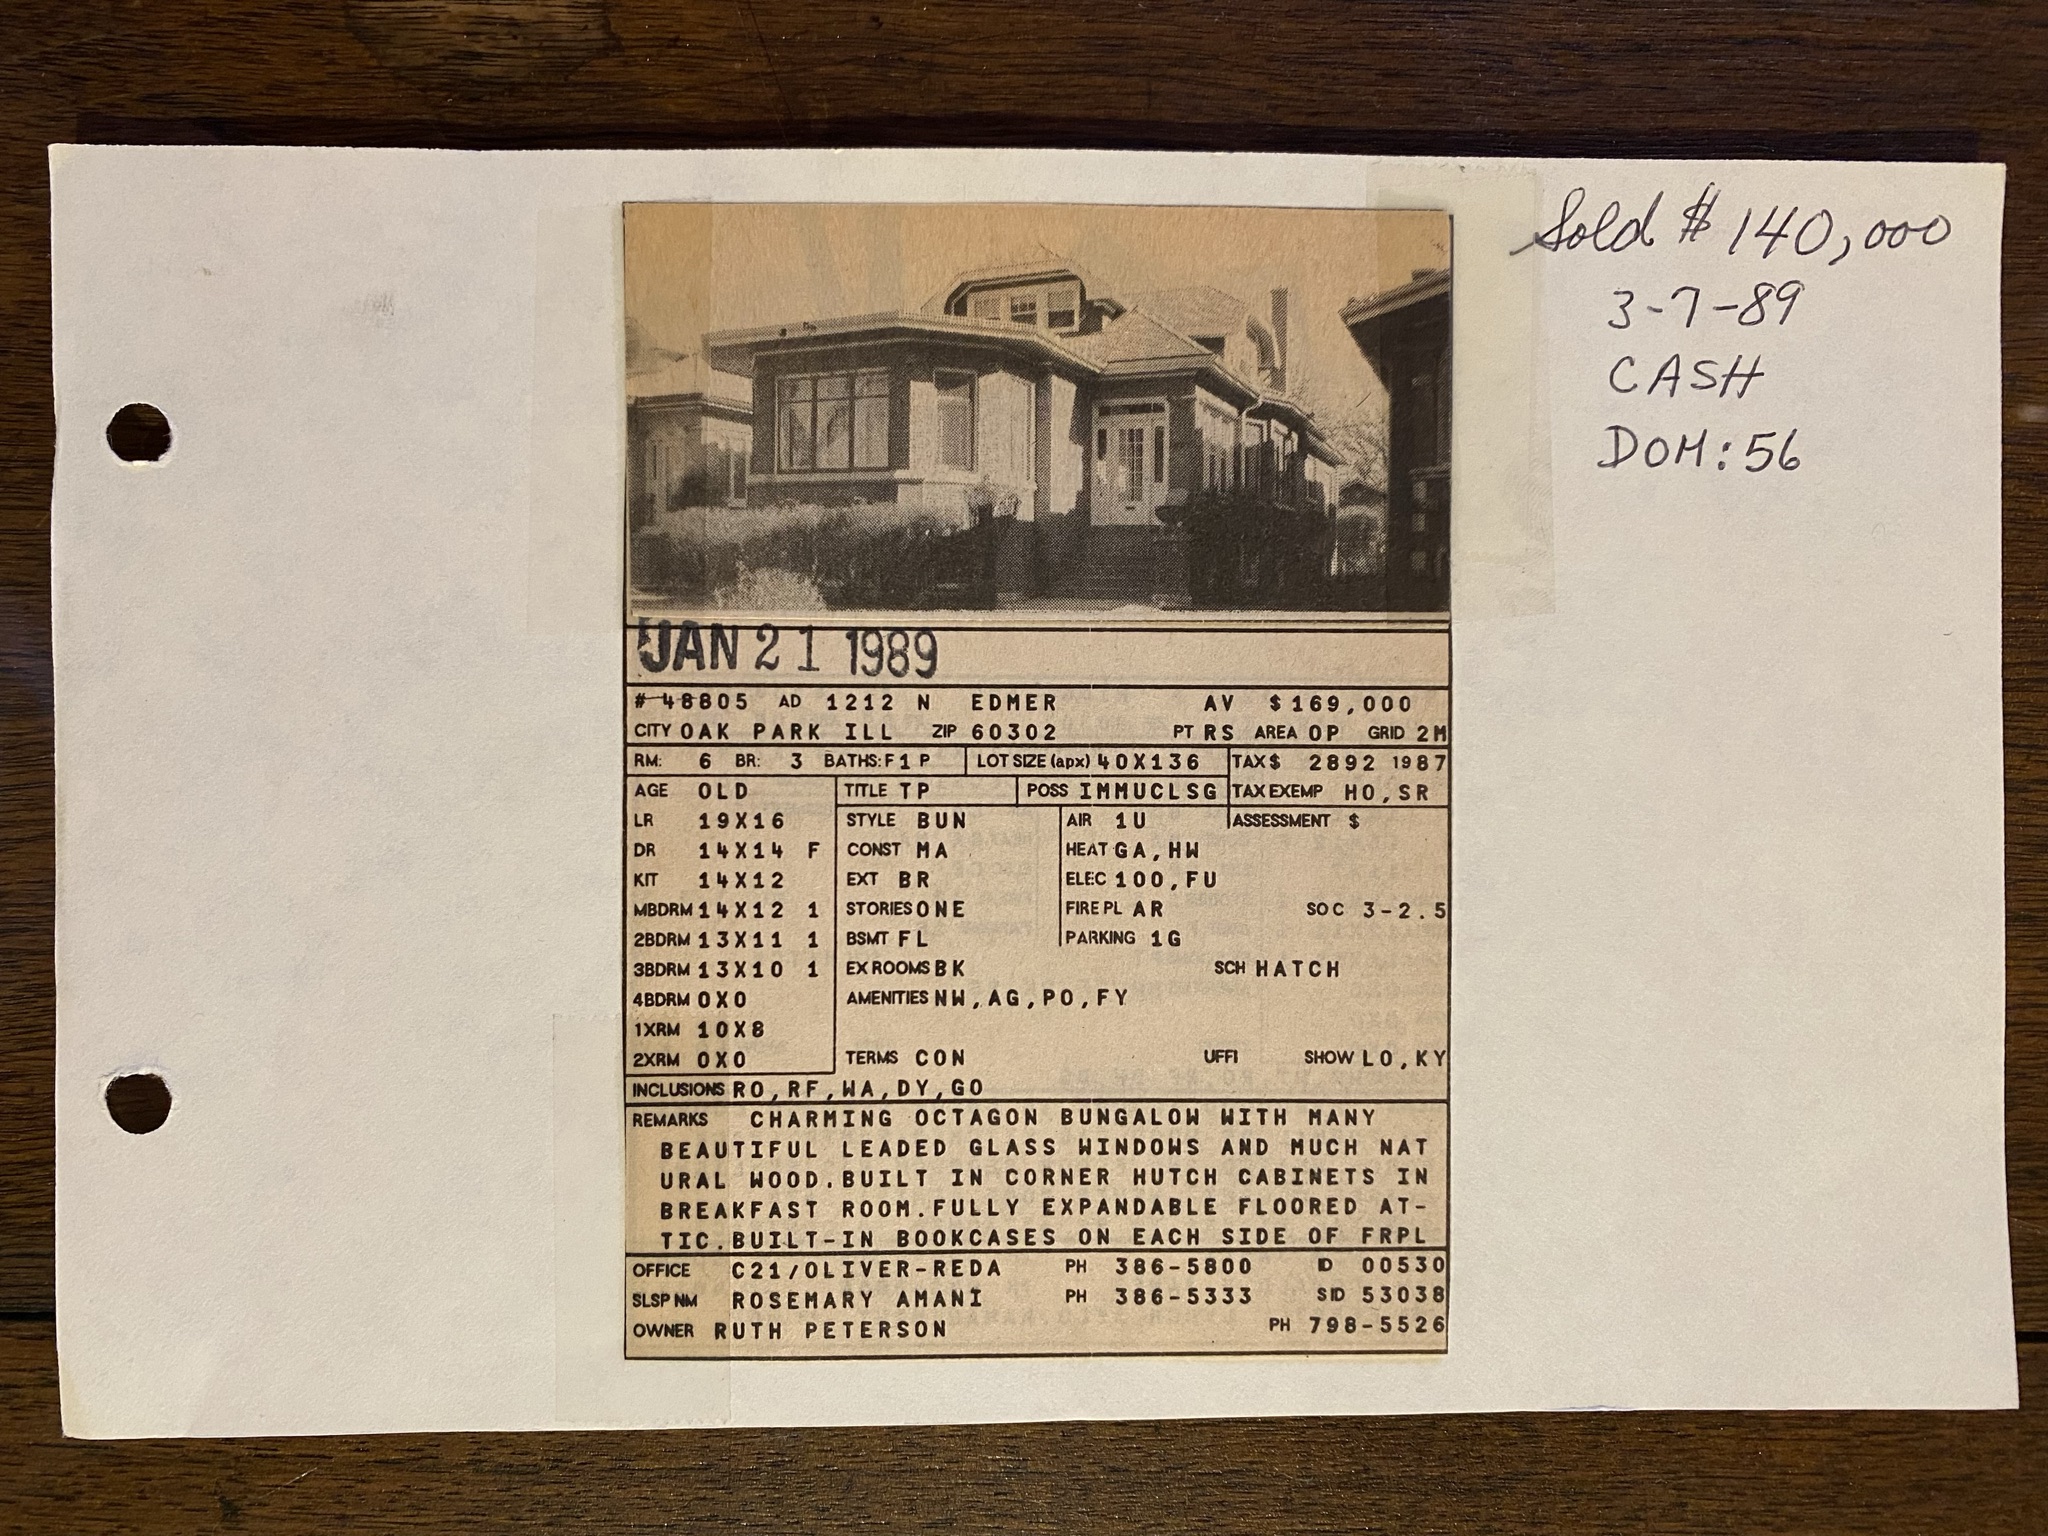 Sold $140,000
3-7-89
CASH
DOM: 56
JAN 21 1989
# 48805 AD 1212 N EDMER AV $169,000
CITY OAK PARK ILL ZIP 60302 PT RS AREA OP GRID 2M
RM: 6 BR: 3 BATHS: F1 P LOT SIZE (apx) 40X136 TAX $ 2892 1987
AGE OLD TITLE TP POSS IMMUCLSG TAX EXEMP HO,SR
LR 19X16 STYLE BUN AIR 1U ASSESSMENT $
DR 14X14 F CONST MA HEAT GA,HW
KIT 14X12 EXT BR ELEC 100,FU
MBDRM 14X12 1 STORIES ONE FIREPL AR SOC 3-2.5
2BDRM 13X11 1 BSMT FL PARKING 1G
3BDRM 13X10 1 EXROOMS BK SCH HATCH
4BDRM 0X0 AMENITIES NW,AG,PO,FY
1XRM 10X8
2XRM 0X0 TERMS CON UFFI SHOW LO,KY
INCLUSIONS RO,RF,WA,DY,GO
REMARKS CHARMING OCTAGON BUNGALOW WITH MANY
BEAUTIFUL LEADED GLASS WINDOWS AND MUCH NAT
URAL WOOD.BUILT IN CORNER HUTCH CABINETS IN
BREAKFAST ROOM.FULLY EXPANDABLE FLOORED AT-
TIC.BUILT-IN BOOKCASES ON EACH SIDE OF FRPL
OFFICE C21/OLIVER-REDA PH 386-5800 ID 00530
SLSP NM ROSEMARY AMANI PH 386-5333 SID 53038
OWNER RUTH PETERSON PH 798-5526